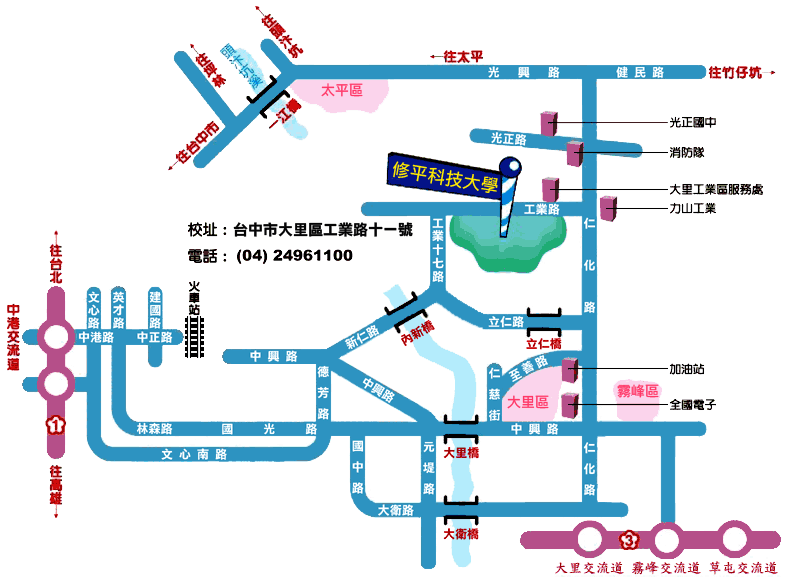 往頭汴坑
往坪林
頭汴坑溪
往太平
光興路
健民路
往竹仔坑
太平區
一江橋
往台中市
光正國中
光正路
消防隊
修平科技大學
大里工業區服務處
工業路
力山工業
校址：台中市大里區工業路十一號
電話： (04) 24961100
工業十七路
仁化路
往台北
中港交流道
文心路
英才路
建國路
火車站
中港路
中正路
內新橋
新仁路
立仁路
立仁橋
中興路
德芳路
中興路
仁慈街
至善路
加油站
大里區
霧峰區
全國電子
1
林森路
國光路
大里橋
中興路
文心南路
國中路
元堤路
仁化路
往高雄
大衛路
大衛橋
3
大里交流道
霧峰交流道
草屯交流道